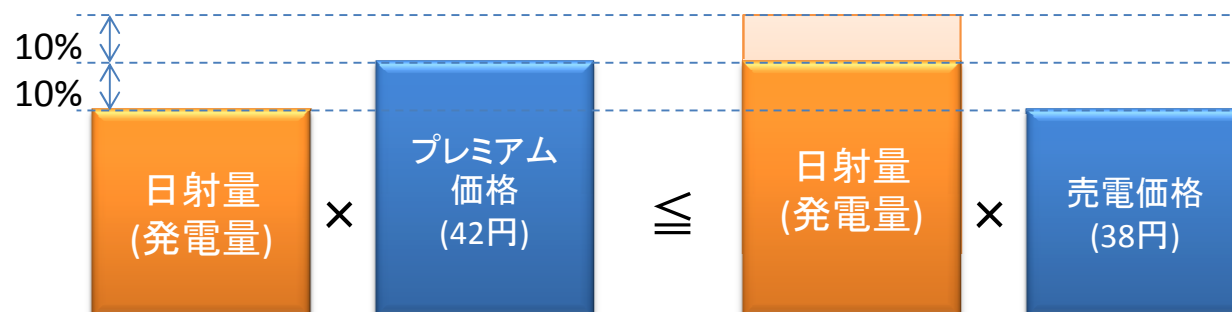 10%
10%
日射量
(発電量)
×
プレミアム
価格
(42円)
≦
日射量
(発電量)
×
売電価格
(38円)